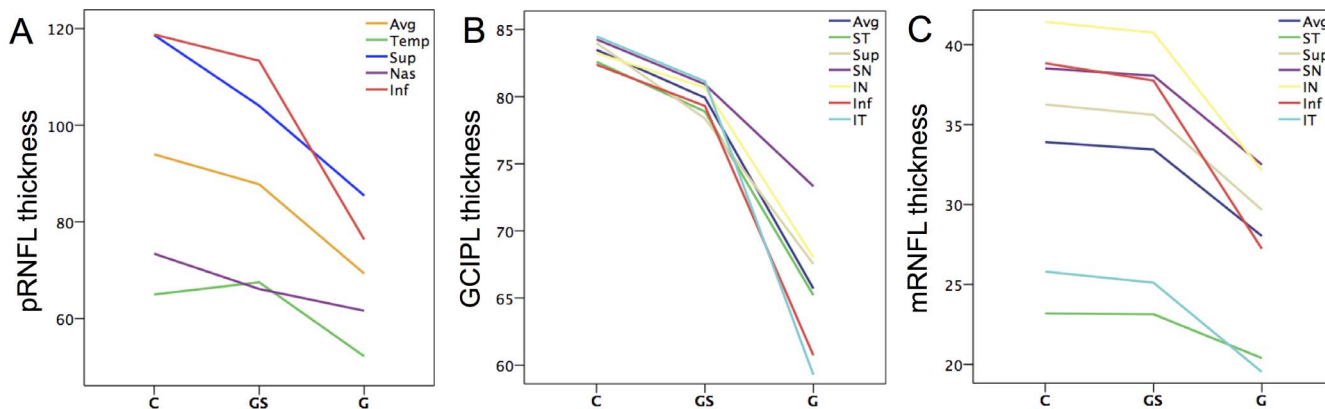 A
pRNFL thickness
120
100
80
60
C GS G
Avg
Temp
Sup
Nas
Inf
B
GCIPL thickness
85
80
75
70
65
60
C GS G
Avg
ST
Sup
SN
IN
Inf
IT
C
mRNFL thickness
40
35
30
25
20
C GS G
Avg
ST
Sup
SN
IN
Inf
IT